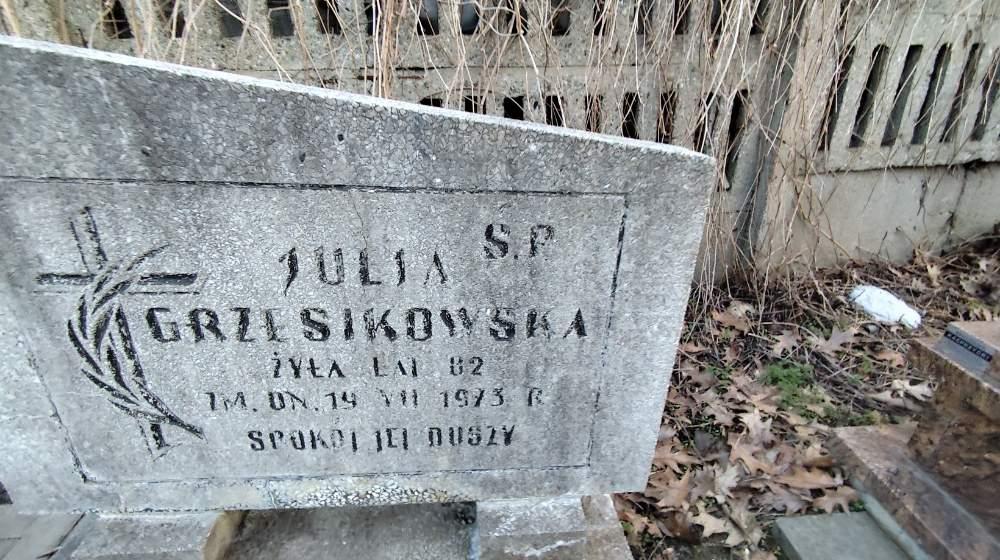 Ś.P.
JULIA
GRZESIKOWSKA
ŻYŁA LAT 82
ZM. DN. 19 VII 1973 R
SPOKÓJ JEJ DUSZY